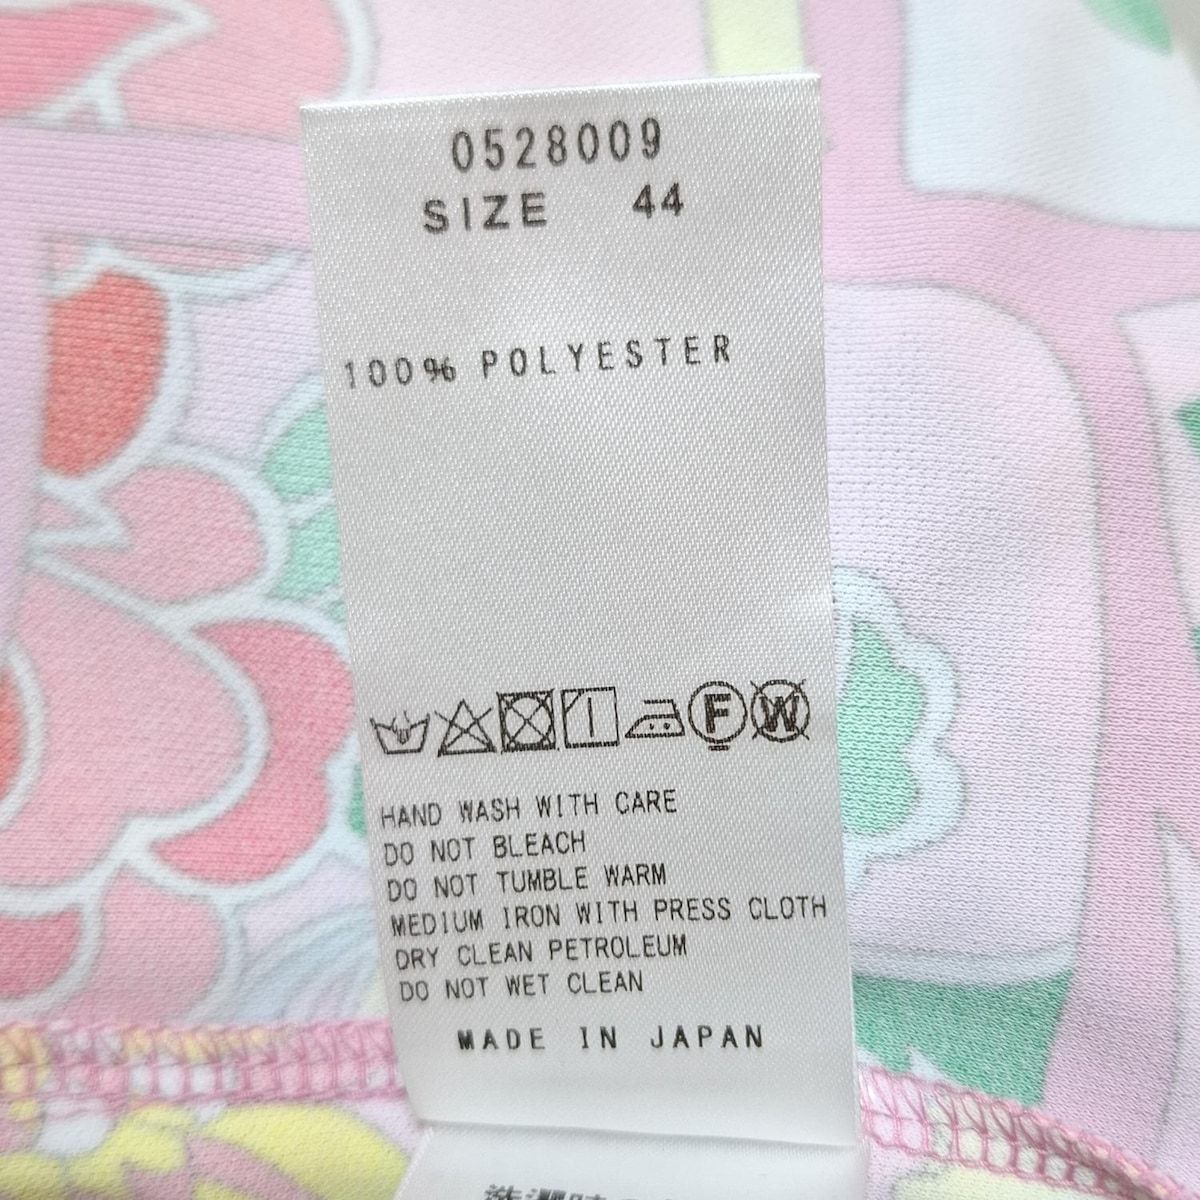 0528009
SIZE 44
100% POLYESTER
F W
HAND WASH WITH CARE
DO NOT BLEACH
DO NOT TUMBLE WARM
MEDIUM IRON WITH PRESS CLOTH
DRY CLEAN PETROLEUM
DO NOT WET CLEAN
MADE IN JAPAN